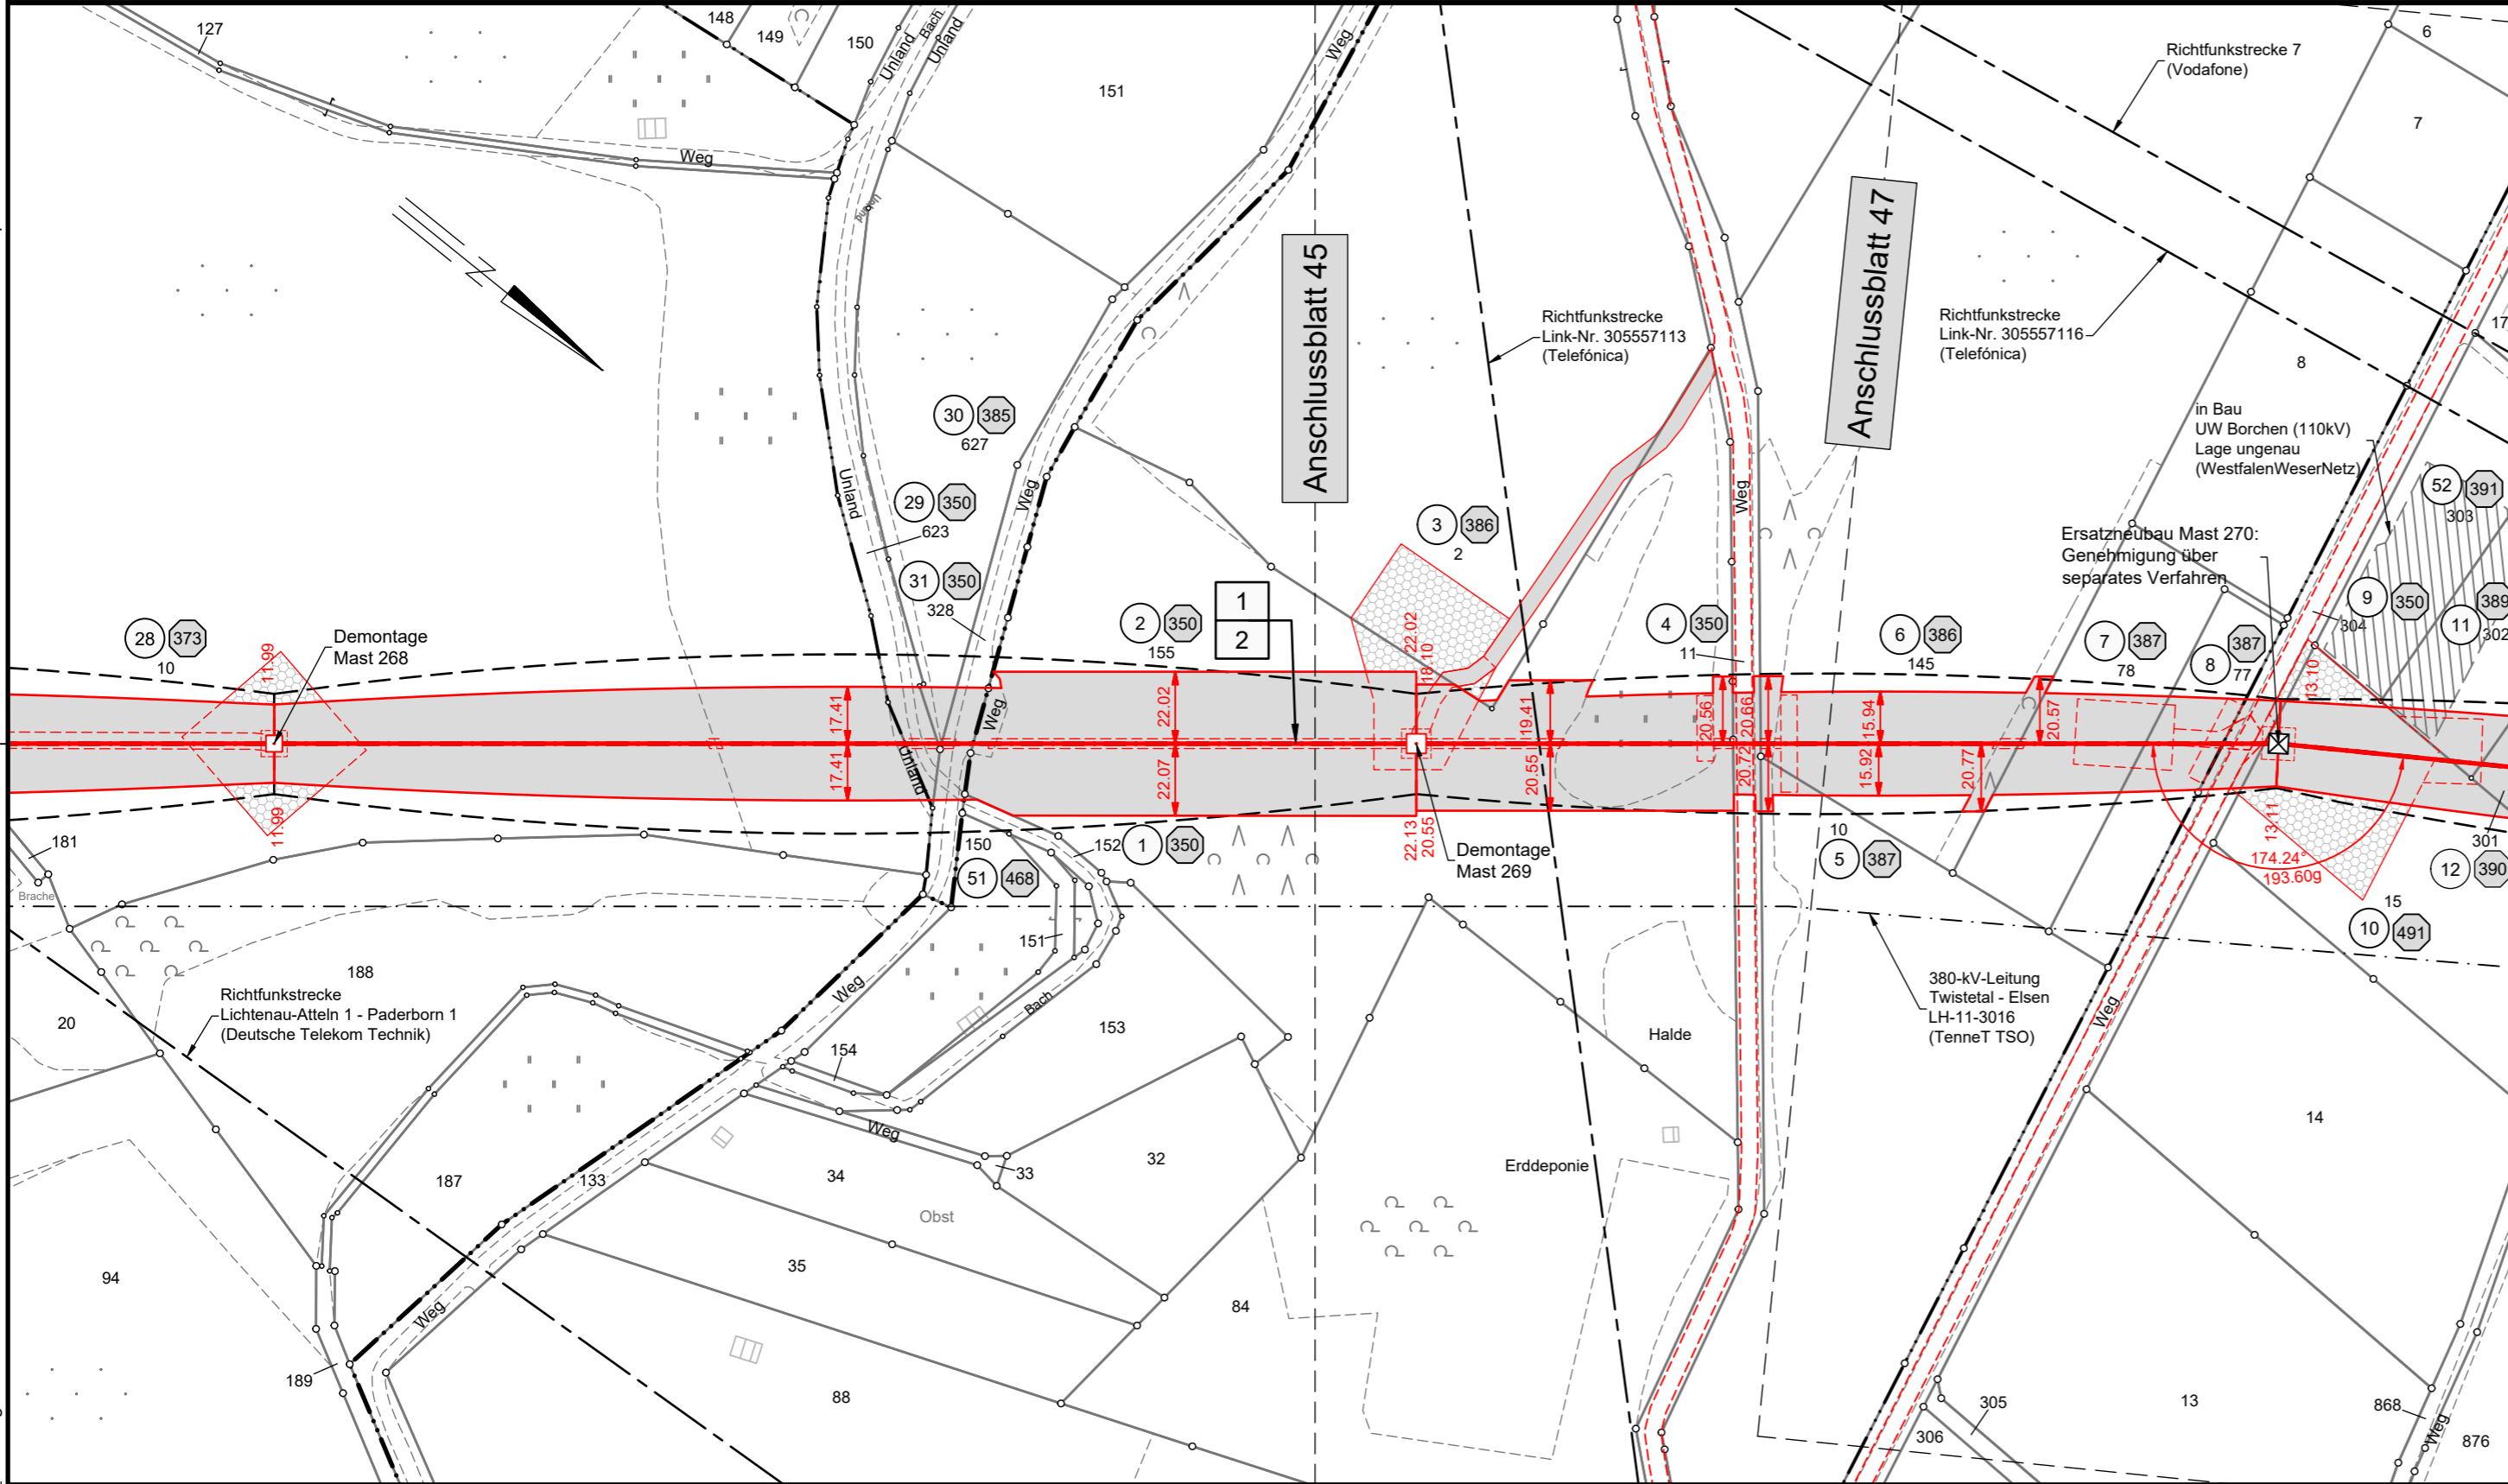 127
148
149
150
Unland
Bach
Unland
151
Weg
Weg
Unland
N
Richtfunkstrecke 7
(Vodafone)
6
7
17
8
Anschlussblatt 45
Anschlussblatt 47
Richtfunkstrecke
Link-Nr. 305557113
(Telefónica)
Richtfunkstrecke
Link-Nr. 305557116
(Telefónica)
in Bau
UW Borchen (110kV)
Lage ungenau
(WestfalenWeserNetz)
Ersatzneubau Mast 270:
Genehmigung über
separates Verfahren
30 385
627
29 350
623
31 350
328
Unland
Weg
Weg
3 386
2
52 391
303
9 350
304
11 389
302
28 373
10
Demontage
Mast 268
2 350
155
1
2
4 350
11
6 386
145
7 387
78
8 387
77
11.99
11.99
17.41
17.41
22.02
22.07
22.02
18.10
22.13
20.55
19.41
20.55
20.56
20.66
20.72
15.94
15.92
20.57
20.77
13.10
13.11
174.24°
193.60g
Weg
Unland
181
Brache
150
51 468
152
1 350
Demontage
Mast 269
10
5 387
301
12 390
15
10 491
188
20
Richtfunkstrecke
Lichtenau-Atteln 1 - Paderborn 1
(Deutsche Telekom Technik)
151
Weg
Bach
153
154
380-kV-Leitung
Twistetal - Elsen
LH-11-3016
(TenneT TSO)
Weg
Halde
Erddeponie
14
187
133
34
Weg
33
32
Obst
35
94
Weg
84
189
88
13
305
306
868
Weg
876